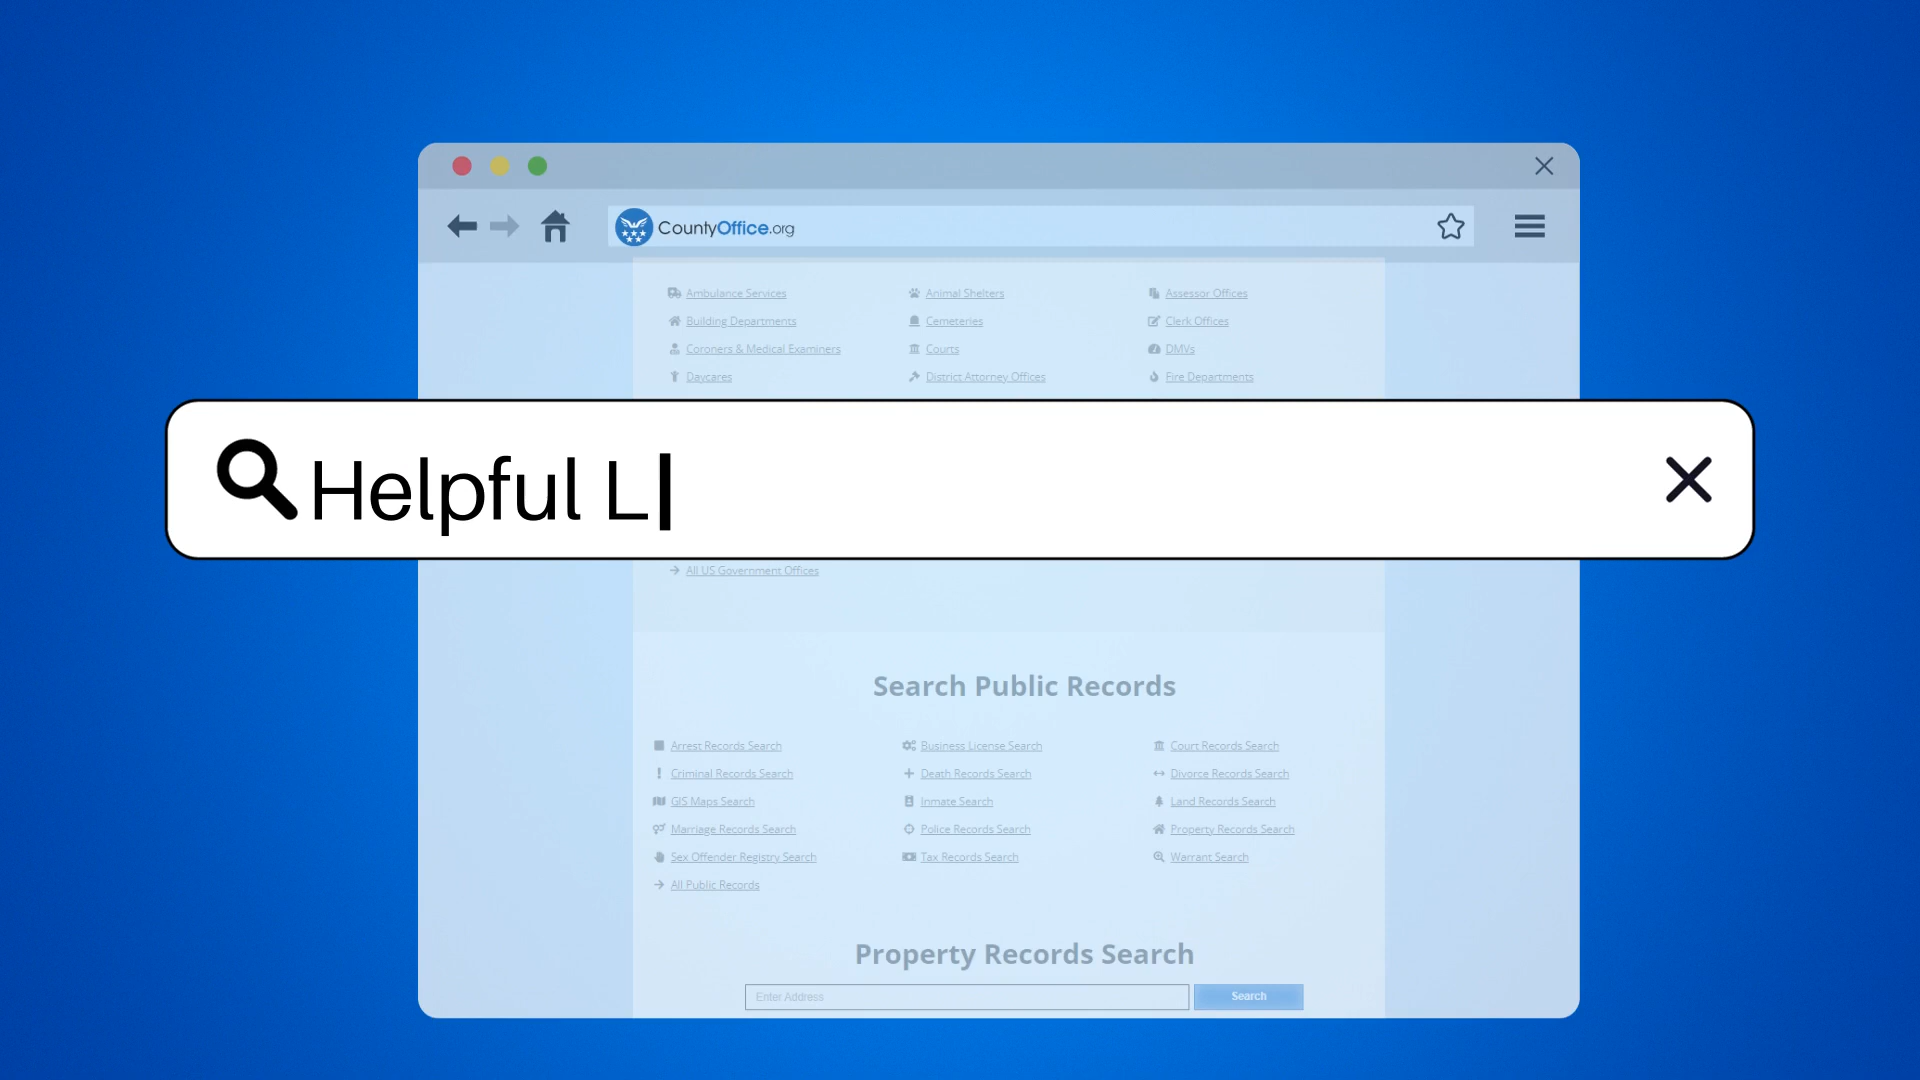 CountyOffice.org
Ambulance Services Animal Shelters Assessor Offices
Building Departments Cemeteries Clerk Offices
Coroners & Medical Examiners Courts DMVs
Daycares District Attorney Offices Fire Departments
Helpful L
All US Government Offices
Search Public Records
Arrest Records Search Business License Search Court Records Search
Criminal Records Search Death Records Search Divorce Records Search
GIS Maps Search Inmate Search Land Records Search
Marriage Records Search Police Records Search Property Records Search
Sex Offender Registry Search Tax Records Search Warrant Search
All Public Records
Property Records Search
Enter Address Search